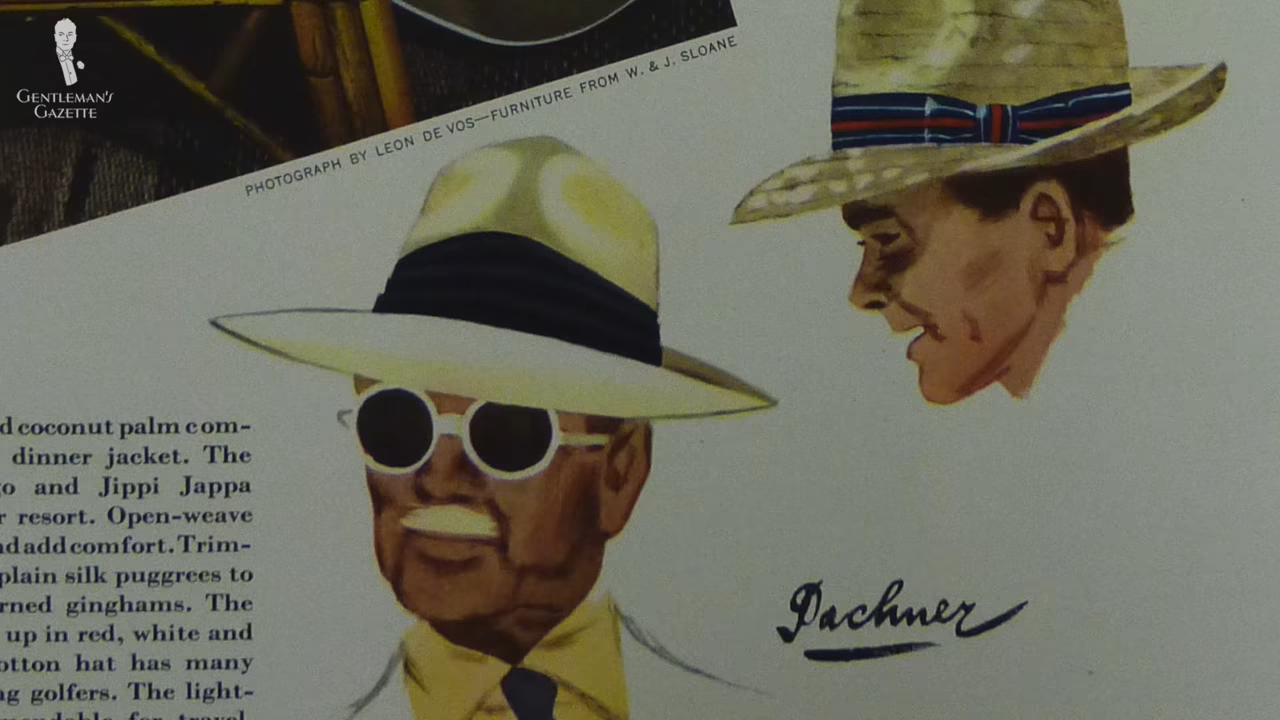 GENTLEMAN'S
GAZETTE
PHOTOGRAPH BY LEON DE VOS—FURNITURE FROM W. & J. SLOANE
d coconut palm com-
dinner jacket. The
o and Jippi Jappa
r resort. Open-weave
nd add comfort. Trim-
plain silk puggrees to
rned ginghams. The
up in red, white and
otton hat has many
ng golfers. The light-
Dachner